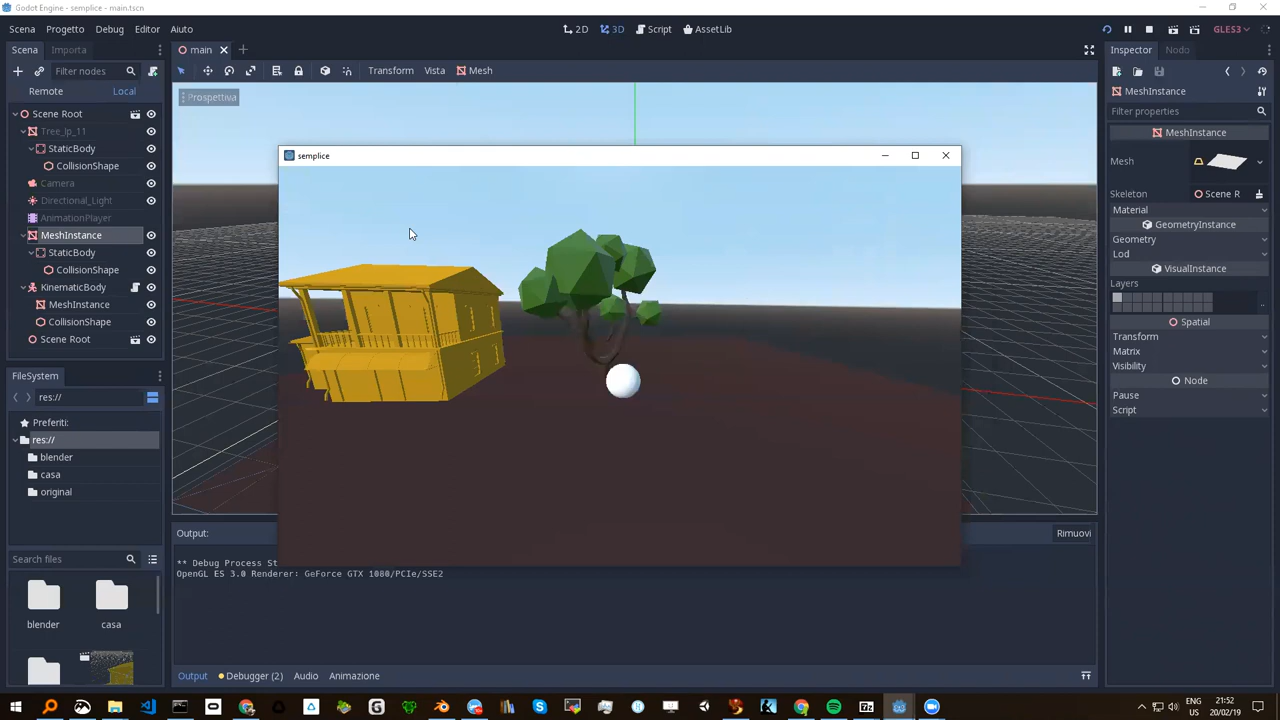 Godot Engine - semplice - main.tscn
Scena Progetto Debug Editor Aiuto
2D 3D Script AssetLib
GLES3
Scena Importa
main
Inspector Nodo
Filter nodes
Transform Vista Mesh
Remote Local
MeshInstance
Prospettiva
Filter properties
Scene Root
Tree_lp_11
StaticBody
CollisionShape
Camera
Directional_Light
AnimationPlayer
MeshInstance
StaticBody
CollisionShape
KinematicBody
MeshInstance
CollisionShape
Scene Root
semplice
MeshInstance
Mesh
Skeleton Scene R
Material
GeometryInstance
Geometry
Lod
VisualInstance
Layers
..
Spatial
Transform
Matrix
Visibility
Node
Pause
Script
FileSystem
res://
Preferiti:
res://
blender
casa
original
Search files
blender casa
Output: Rimuovi
** Debug Process St
OpenGL ES 3.0 Renderer: GeForce GTX 1080/PCIe/SSE2
Output Debugger (2) Audio Animazione
ENG
US
21:52
20/02/19